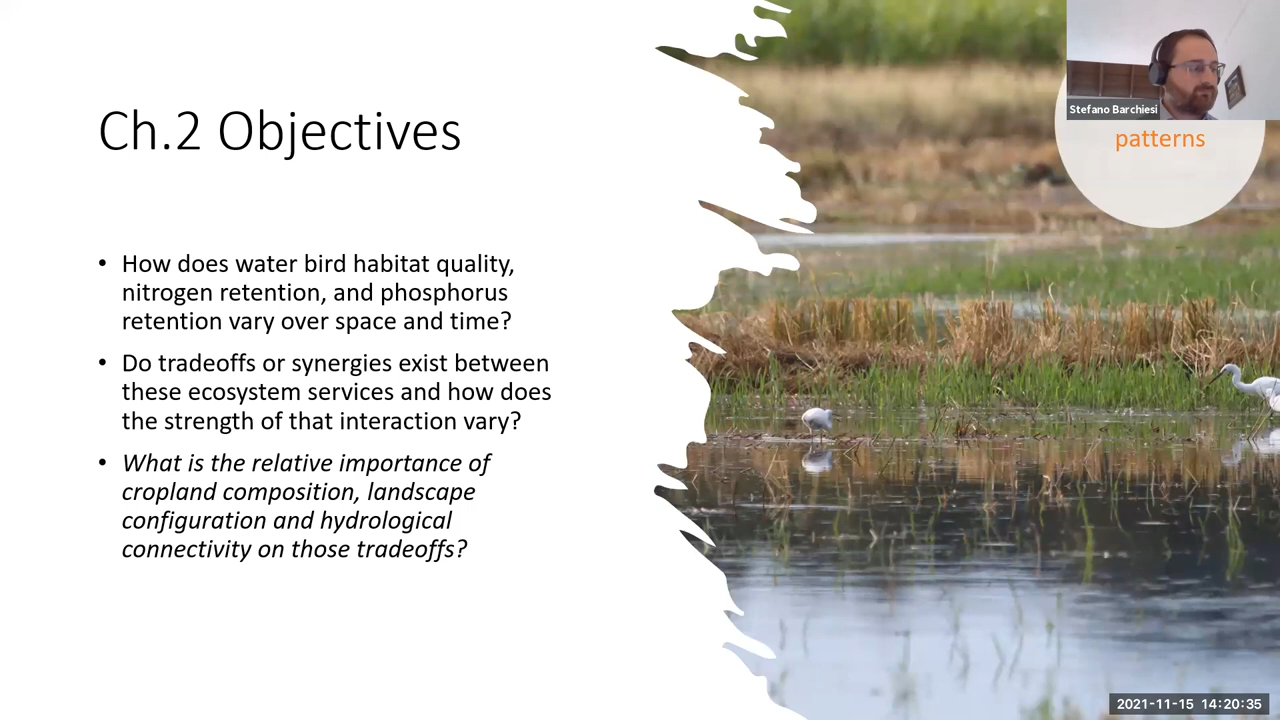 Ch.2 Objectives
• How does water bird habitat quality,
nitrogen retention, and phosphorus
retention vary over space and time?
• Do tradeoffs or synergies exist between
these ecosystem services and how does
the strength of that interaction vary?
• What is the relative importance of
cropland composition, landscape
configuration and hydrological
connectivity on those tradeoffs?
Stefano Barchiesi
patterns
2021-11-15 14:20:35